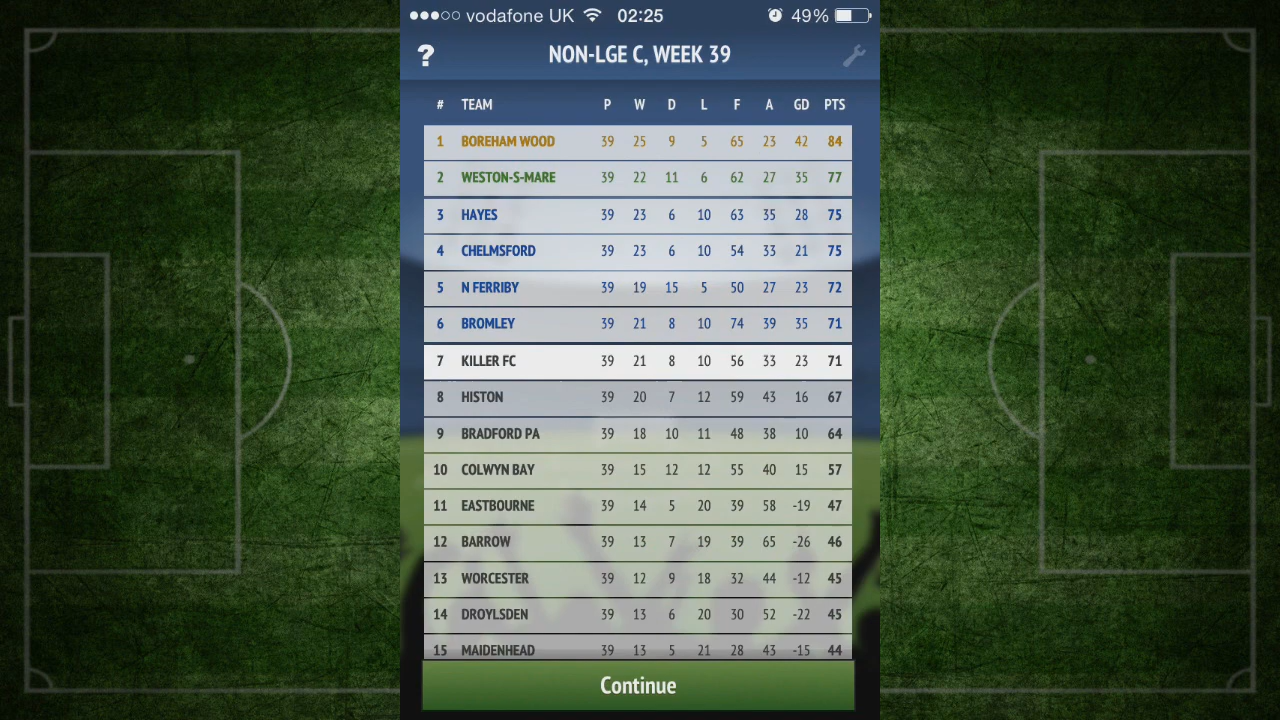 vodafone UK 02:25 49%
? NON-LGE C, WEEK 39
# TEAM P W D L F A GD PTS
1 BOREHAM WOOD 39 25 9 5 65 23 42 84
2 WESTON-S-MARE 39 22 11 6 62 27 35 77
3 HAYES 39 23 6 10 63 35 28 75
4 CHELMSFORD 39 23 6 10 54 33 21 75
5 N FERRIBY 39 19 15 5 50 27 23 72
6 BROMLEY 39 21 8 10 74 39 35 71
7 KILLER FC 39 21 8 10 56 33 23 71
8 HISTON 39 20 7 12 59 43 16 67
9 BRADFORD PA 39 18 10 11 48 38 10 64
10 COLWYN BAY 39 15 12 12 55 40 15 57
11 EASTBOURNE 39 14 5 20 39 58 -19 47
12 BARROW 39 13 7 19 39 65 -26 46
13 WORCESTER 39 12 9 18 32 44 -12 45
14 DROYLSDEN 39 13 6 20 30 52 -22 45
15 MAIDENHEAD 39 13 5 21 28 43 -15 44
Continue